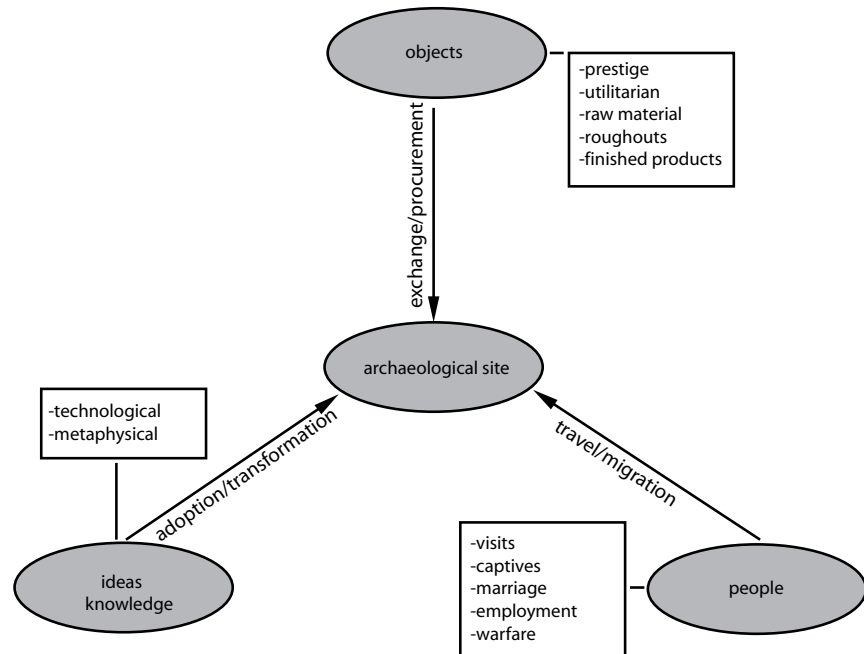 objects
-prestige
-utilitarian
-raw material
-roughouts
-finished products
exchange/procurement
archaeological site
-technological
-metaphysical
adoption/transformation
travel/migration
ideas
knowledge
-visits
-captives
-marriage
-employment
-warfare
people